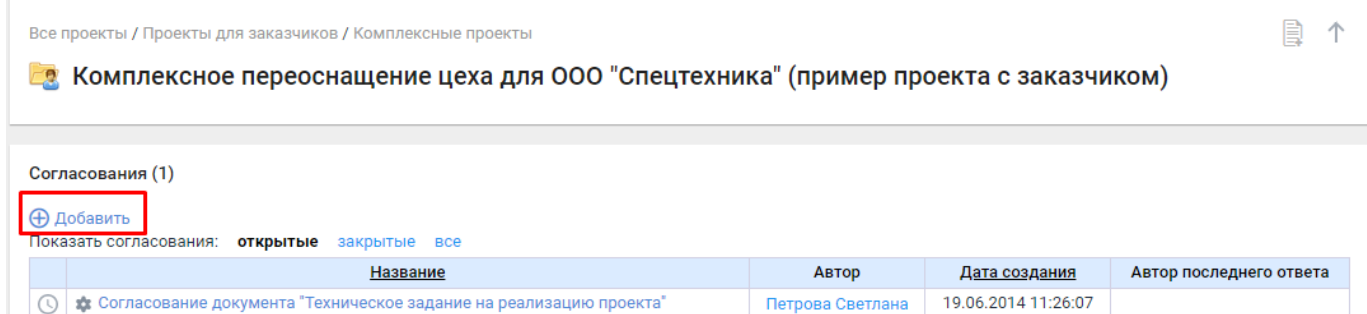 Все проекты / Проекты для заказчиков / Комплексные проекты
Комплексное переоснащение цеха для ООО "Спецтехника" (пример проекта с заказчиком)
Согласования (1)
Добавить
Показать согласования: открытые закрытые все
Название Автор Дата создания Автор последнего ответа
Согласование документа "Техническое задание на реализацию проекта" Петрова Светлана 19.06.2014 11:26:07